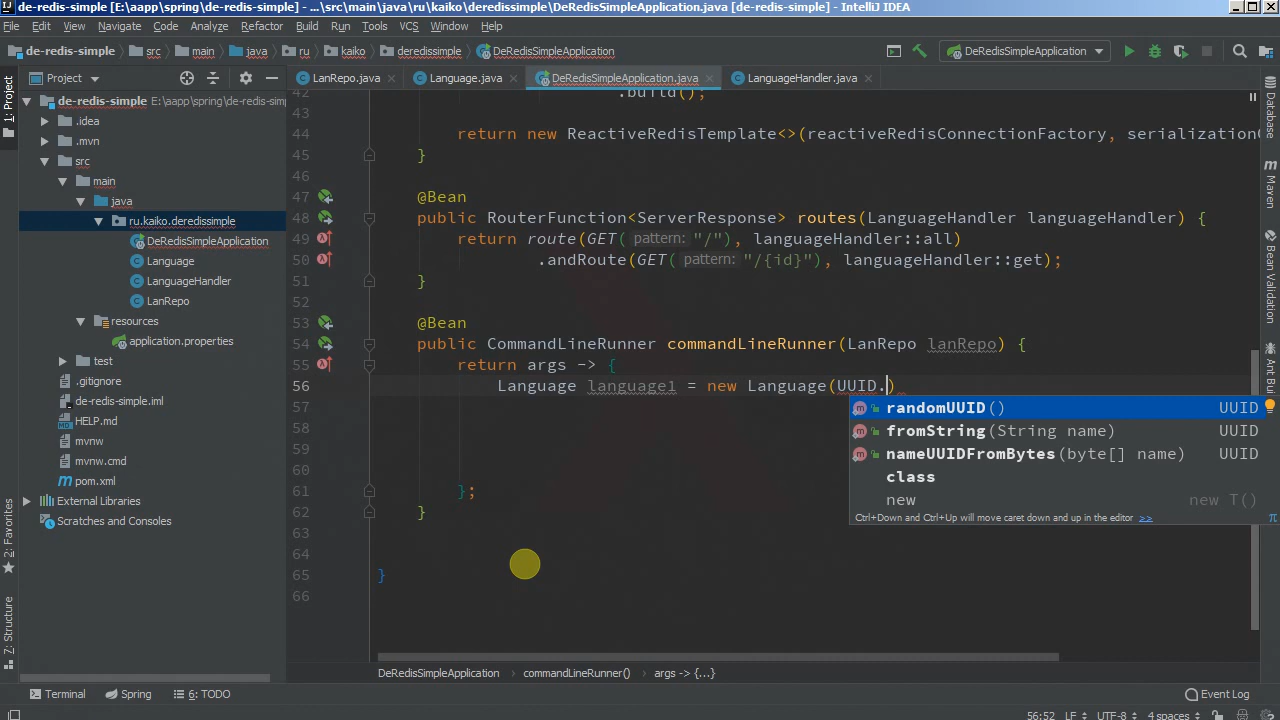 de-redis-simple [E:\aapp\spring\de-redis-simple] - ...\src\main\java\ru\kaiko\deredissimple\DeRedisSimpleApplication.java [de-redis-simple] - IntelliJ IDEA
File Edit View Navigate Code Analyze Refactor Build Run Tools VCS Window Help
de-redis-simple src main java ru kaiko deredissimple DeRedisSimpleApplication DeRedisSimpleApplication
Project LanRepo.java Language.java DeRedisSimpleApplication.java LanguageHandler.java
1: Project
2: Favorites
Z: Structure
de-redis-simple E:\aapp\spring\de-redis-simp
.idea
.mvn
src
main
java
ru.kaiko.deredissimple
DeRedisSimpleApplication
Language
LanguageHandler
LanRepo
resources
application.properties
test
.gitignore
de-redis-simple.iml
HELP.md
mvnw
mvnw.cmd
pom.xml
External Libraries
Scratches and Consoles
42 .build();
43
44 return new ReactiveRedisTemplate<>(reactiveRedisConnectionFactory, serializationC
45 }
46
47 @Bean
48 public RouterFunction<ServerResponse> routes(LanguageHandler languageHandler) {
49 return route(GET( pattern: "/"), languageHandler::all)
50 .andRoute(GET( pattern: "/{id}"), languageHandler::get);
51 }
52
53 @Bean
54 public CommandLineRunner commandLineRunner(LanRepo lanRepo) {
55 return args -> {
56 Language language1 = new Language(UUID.)
57
58
59
60
61 };
62 }
63
64
65 }
66
randomUUID() UUID
fromString(String name) UUID
nameUUIDFromBytes(byte[] name) UUID
class
new new T()
Ctrl+Down and Ctrl+Up will move caret down and up in the editor >> π
Database
Maven
Bean Validation
Ant Build
DeRedisSimpleApplication commandLineRunner() args -> {...}
Terminal Spring 6: TODO Event Log
56:52 LF UTF-8 4 spaces